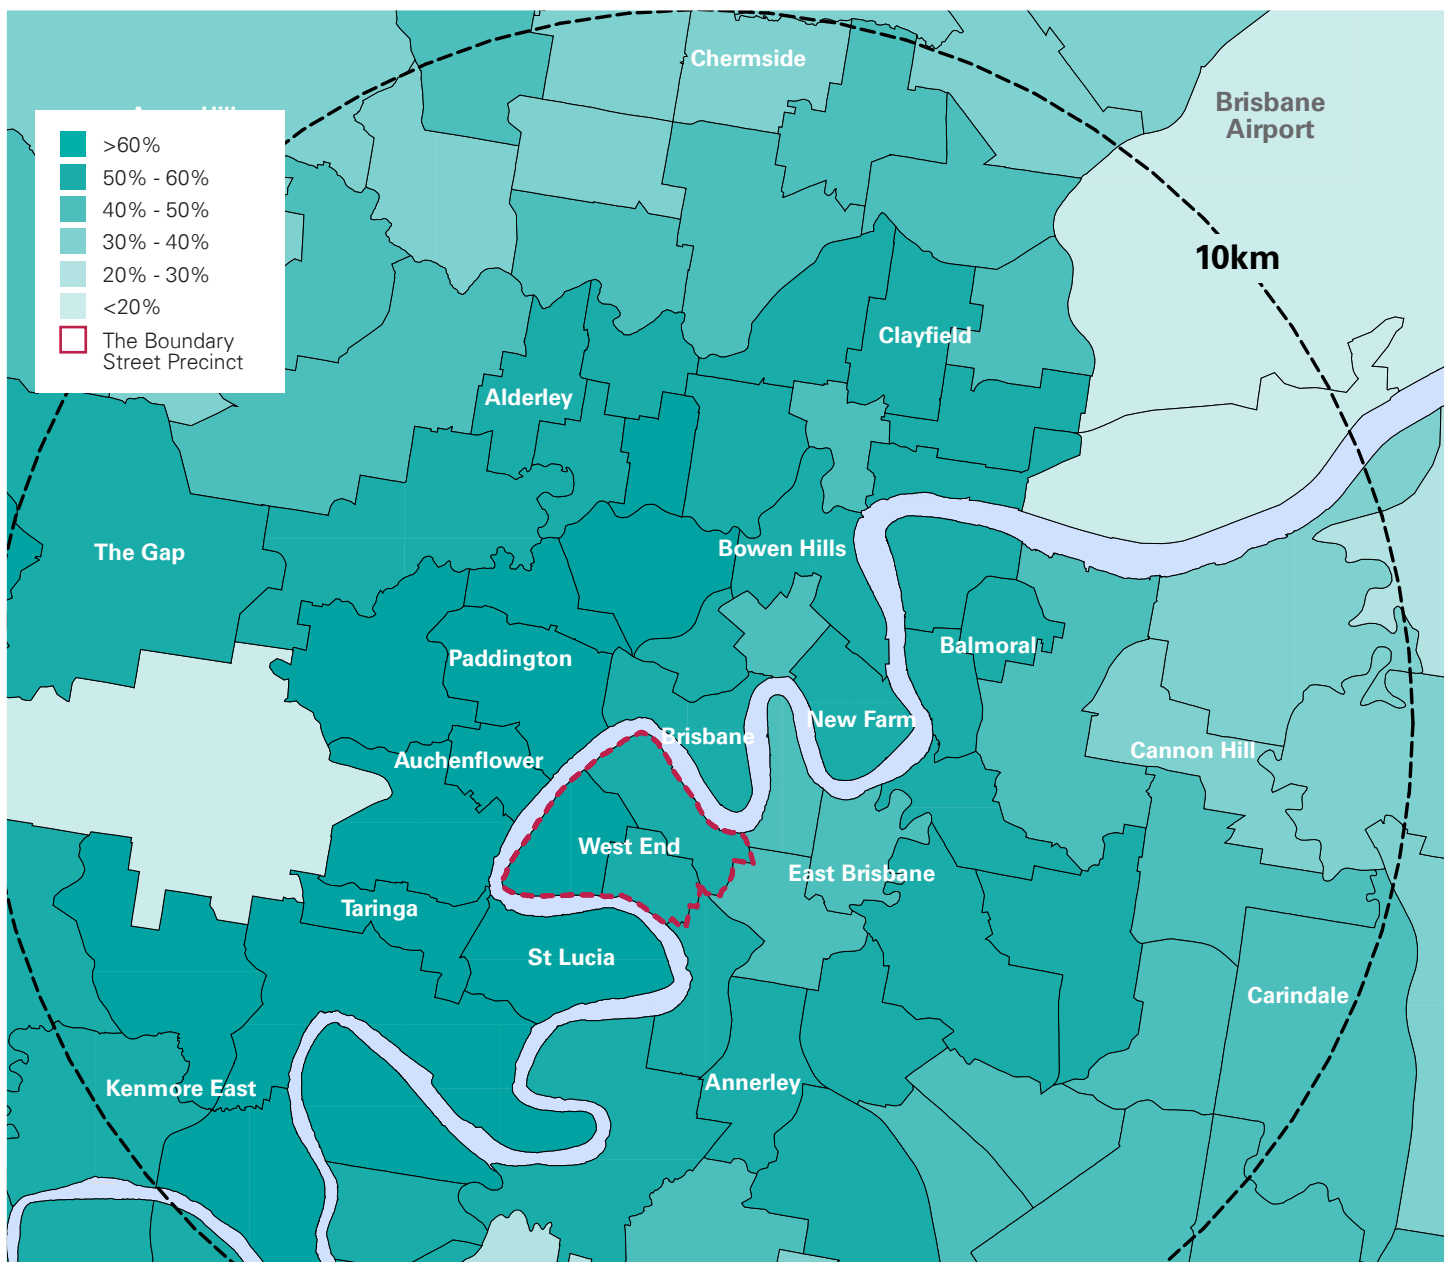 Chermside
Brisbane
Airport
>60%
50% - 60%
40% - 50%
30% - 40%
20% - 30%
<20%
The Boundary
Street Precinct
10km
Clayfield
Alderley
The Gap
Bowen Hills
Balmoral
Paddington
New Farm
Brisbane
Cannon Hill
Auchenflower
West End
East Brisbane
Taringa
St Lucia
Carindale
Annerley
Kenmore East